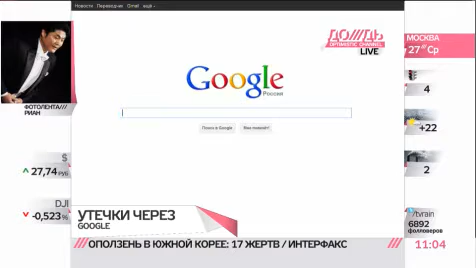 Новости Переводчик Gmail ещё
ДОЖДЬ
OPTIMISTIC CHANNEL
LIVE
МОСКВА
27 Ср
Google
Россия
ФОТОЛЕНТА///
РИАН
4
Поиск в Google
Мне повезёт!
+22
$
27,74 РУБ
2
DJI
-0,523%
УТЕЧКИ ЧЕРЕЗ
GOOGLE
/tvrain
6892
фолловеров
///ОПОЛЗЕНЬ В ЮЖНОЙ КОРЕЕ: 17 ЖЕРТВ / ИНТЕРФАКС
11:04